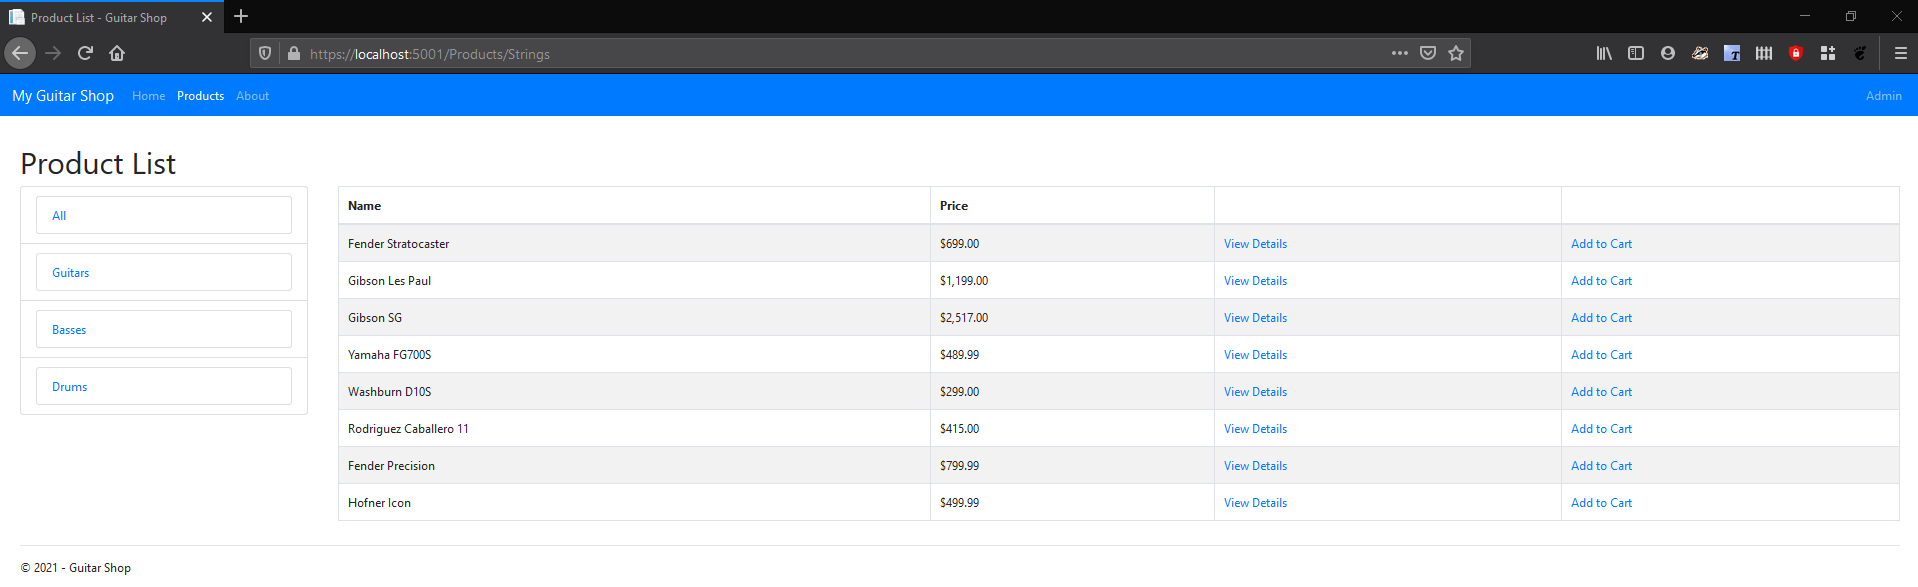 Product List - Guitar Shop
https://localhost:5001/Products/Strings
My Guitar Shop Home Products About Admin
Product List
All
Guitars
Basses
Drums
Name Price
Fender Stratocaster $699.00 View Details Add to Cart
Gibson Les Paul $1,199.00 View Details Add to Cart
Gibson SG $2,517.00 View Details Add to Cart
Yamaha FG700S $489.99 View Details Add to Cart
Washburn D10S $299.00 View Details Add to Cart
Rodriguez Caballero 11 $415.00 View Details Add to Cart
Fender Precision $799.99 View Details Add to Cart
Hofner Icon $499.99 View Details Add to Cart
© 2021 - Guitar Shop